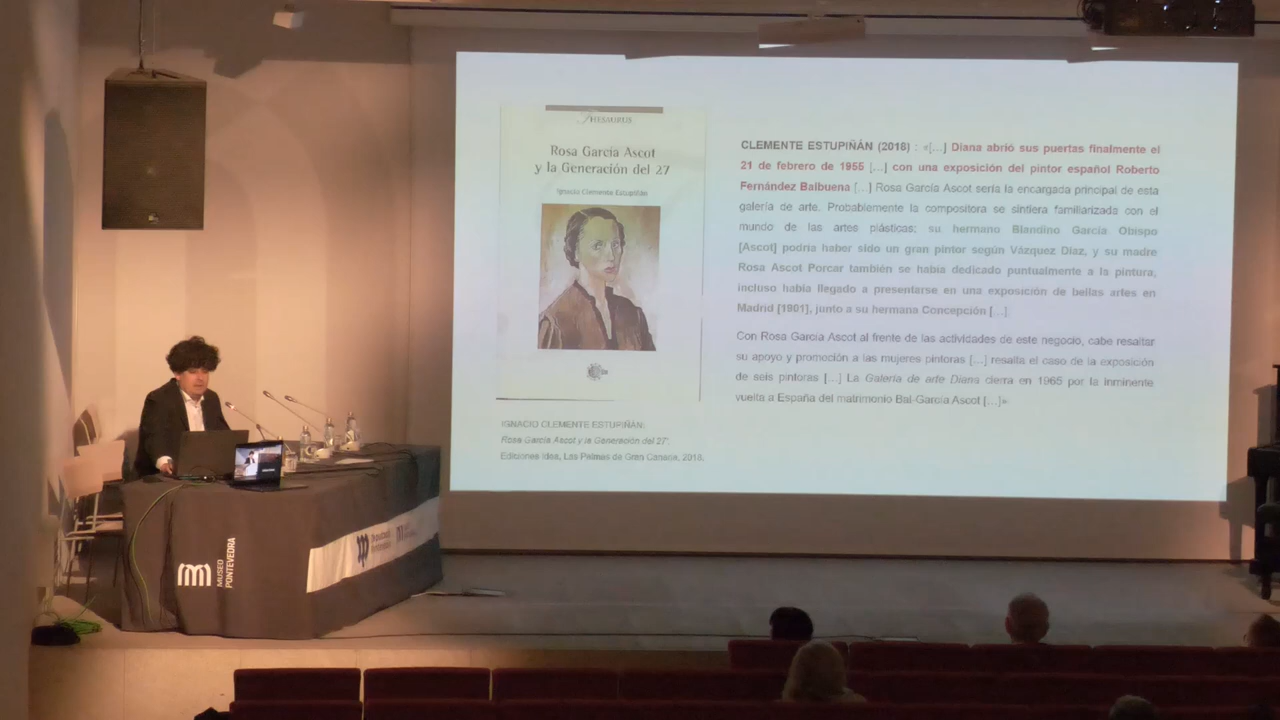 THESAURUS
Rosa García Ascot
y la Generación del 27
Ignacio Clemente Estupiñán
IGNACIO CLEMENTE ESTUPIÑÁN:
Rosa García Ascot y la Generación del 27.
Ediciones Idea, Las Palmas de Gran Canaria, 2018.
CLEMENTE ESTUPIÑÁN (2018) : «[...] Diana abrió sus puertas finalmente el
21 de febrero de 1955 [...] con una exposición del pintor español Roberto
Fernández Balbuena [...] Rosa García Ascot sería la encargada principal de esta
galería de arte. Probablemente la compositora se sintiera familiarizada con el
mundo de las artes plásticas; su hermano Blandino García Obispo
[Ascot] podría haber sido un gran pintor según Vázquez Díaz, y su madre
Rosa Ascot Porcar también se había dedicado puntualmente a la pintura,
incluso había llegado a presentarse en una exposición de bellas artes en
Madrid [1901], junto a su hermana Concepción [...]
Con Rosa García Ascot al frente de las actividades de este negocio, cabe resaltar
su apoyo y promoción a las mujeres pintoras [...] resalta el caso de la exposición
de seis pintoras [...] La Galería de arte Diana cierra en 1965 por la inminente
vuelta a España del matrimonio Bal-García Ascot [...]»
MUSEO
PONTEVEDRA